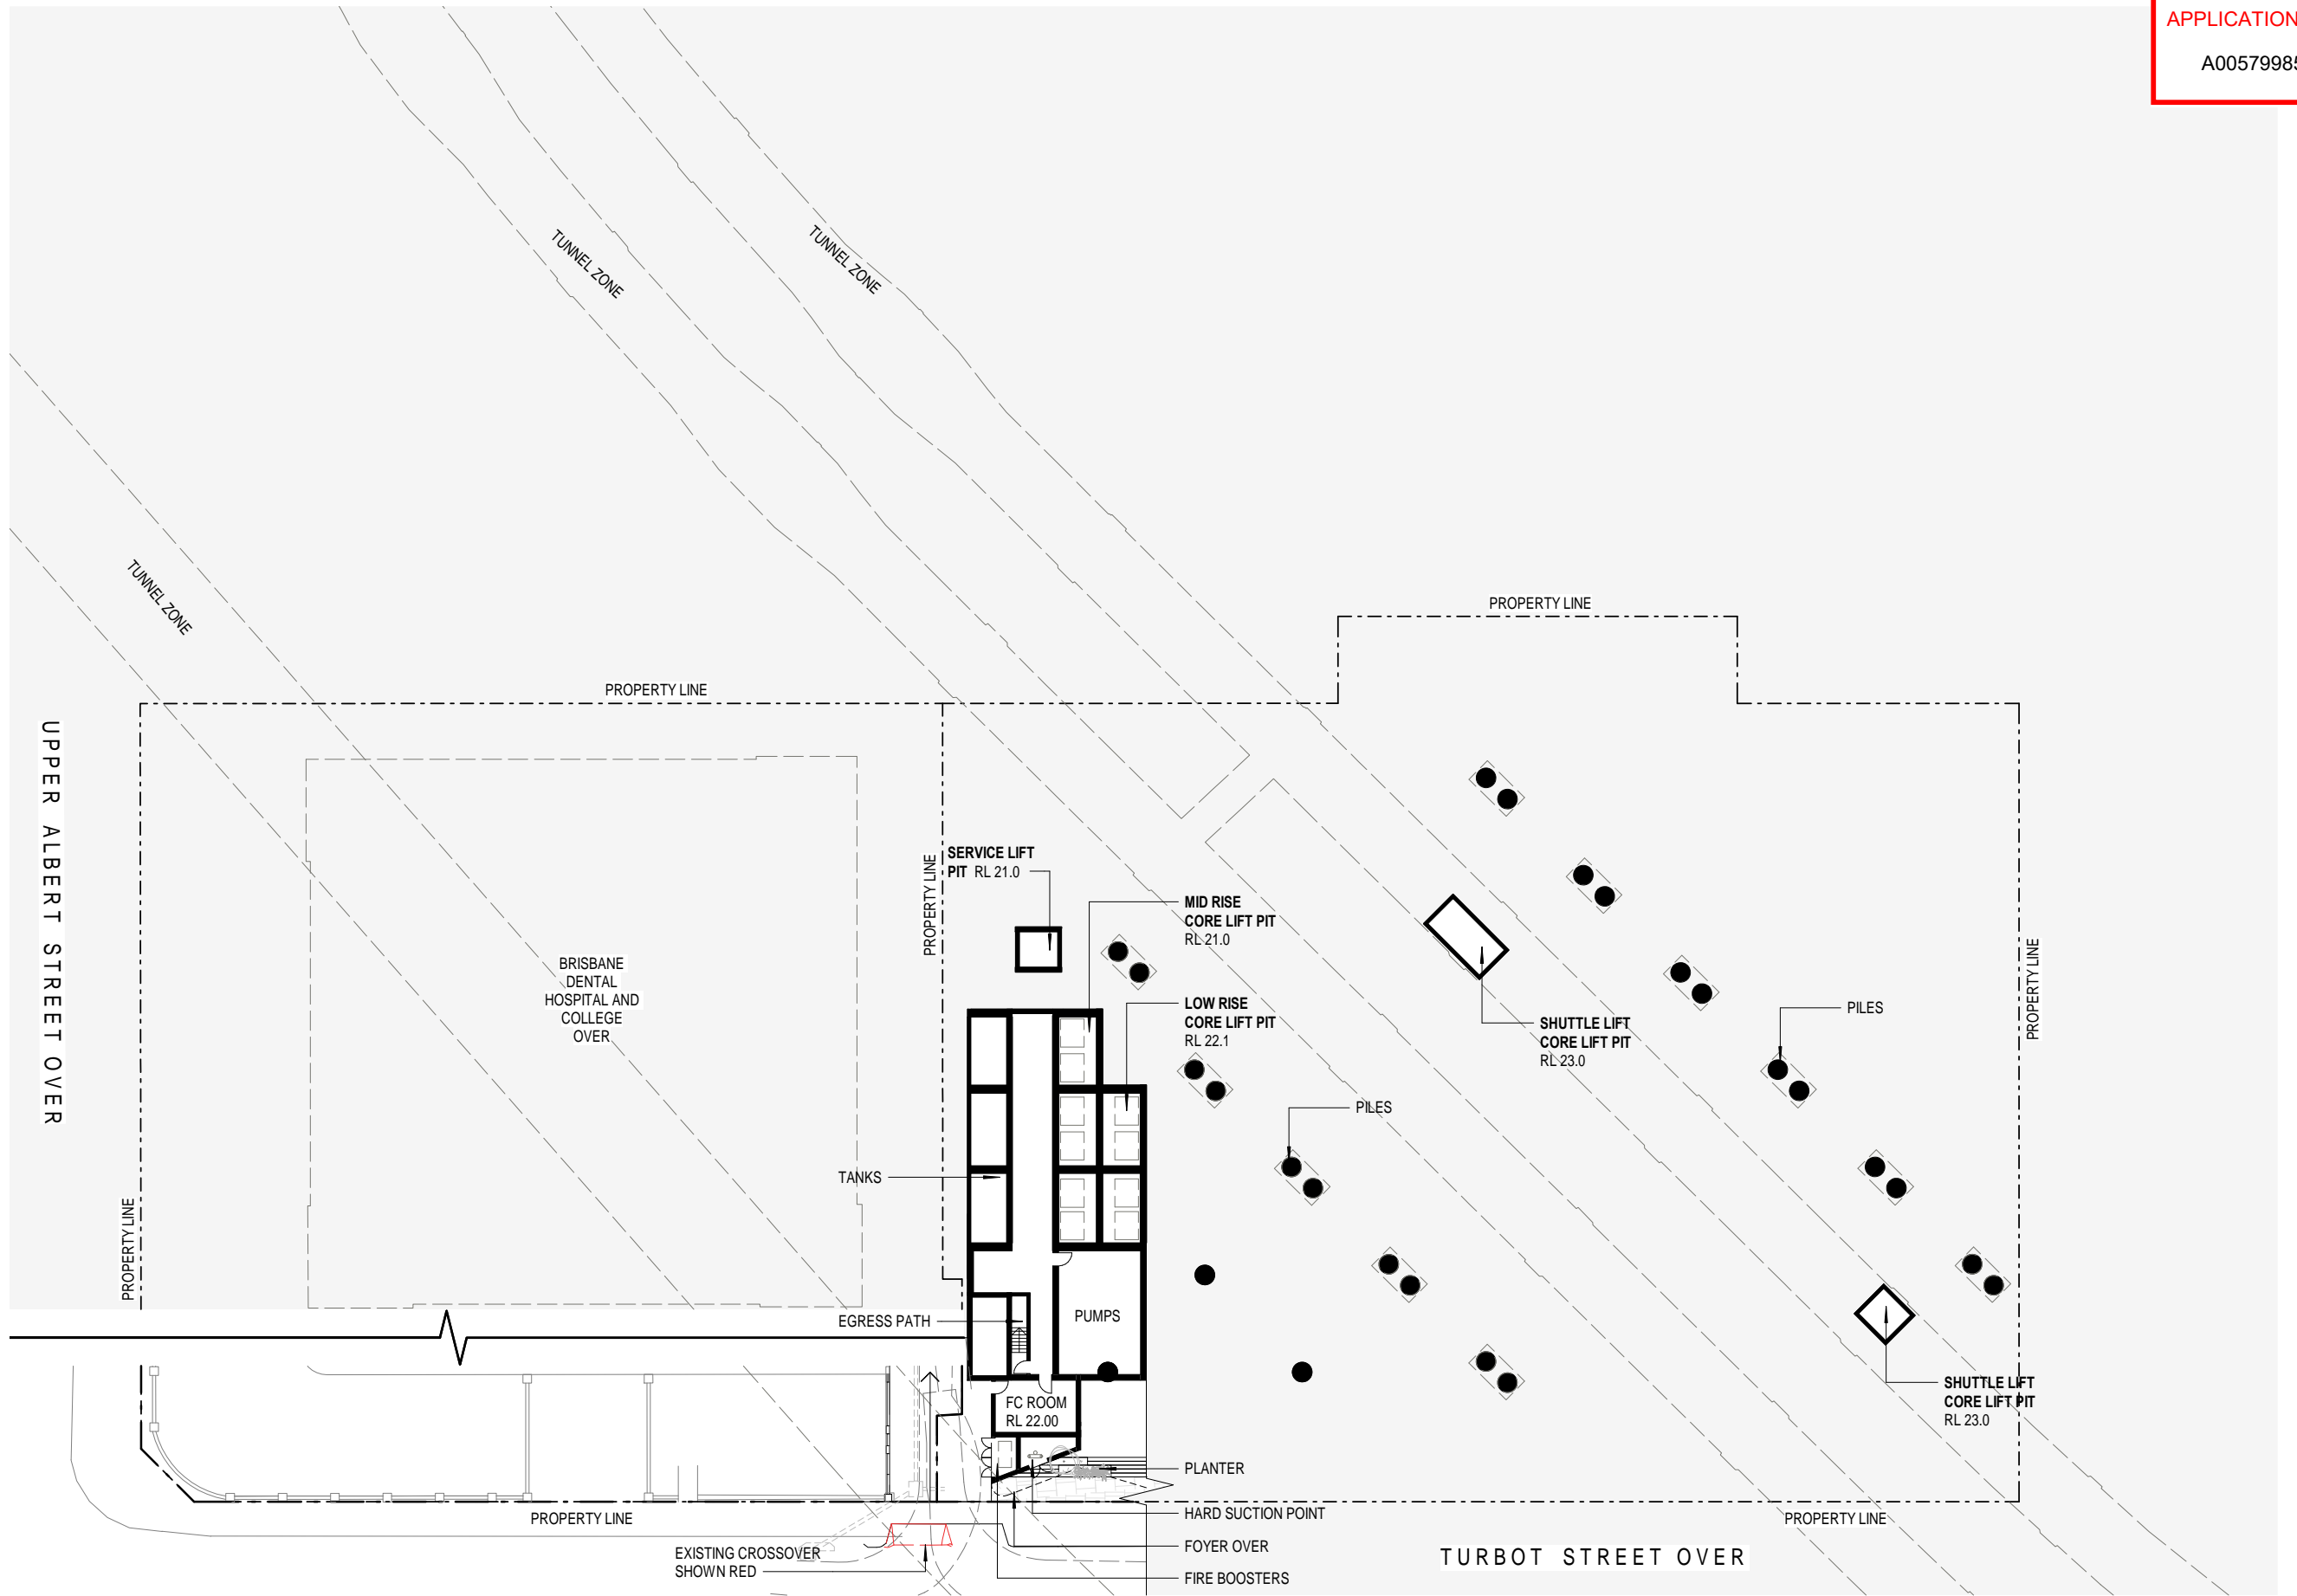 APPLICATION
A00579985
TUNNEL ZONE
TUNNEL ZONE
TUNNEL ZONE
PROPERTY LINE
PROPERTY LINE
UPPER ALBERT STREET OVER
PROPERTY LINE
SERVICE LIFT
PIT RL 21.0
MID RISE
CORE LIFT PIT
RL 21.0
BRISBANE
DENTAL
HOSPITAL AND
COLLEGE
OVER
LOW RISE
CORE LIFT PIT
RL 22.1
SHUTTLE LIFT
CORE LIFT PIT
RL 23.0
PILES
PROPERTY LINE
PILES
TANKS
PROPERTY LINE
EGRESS PATH
PUMPS
FC ROOM
RL 22.00
SHUTTLE LIFT
CORE LIFT PIT
RL 23.0
PLANTER
HARD SUCTION POINT
PROPERTY LINE
PROPERTY LINE
FOYER OVER
EXISTING CROSSOVER
SHOWN RED
FIRE BOOSTERS
TURBOT STREET OVER